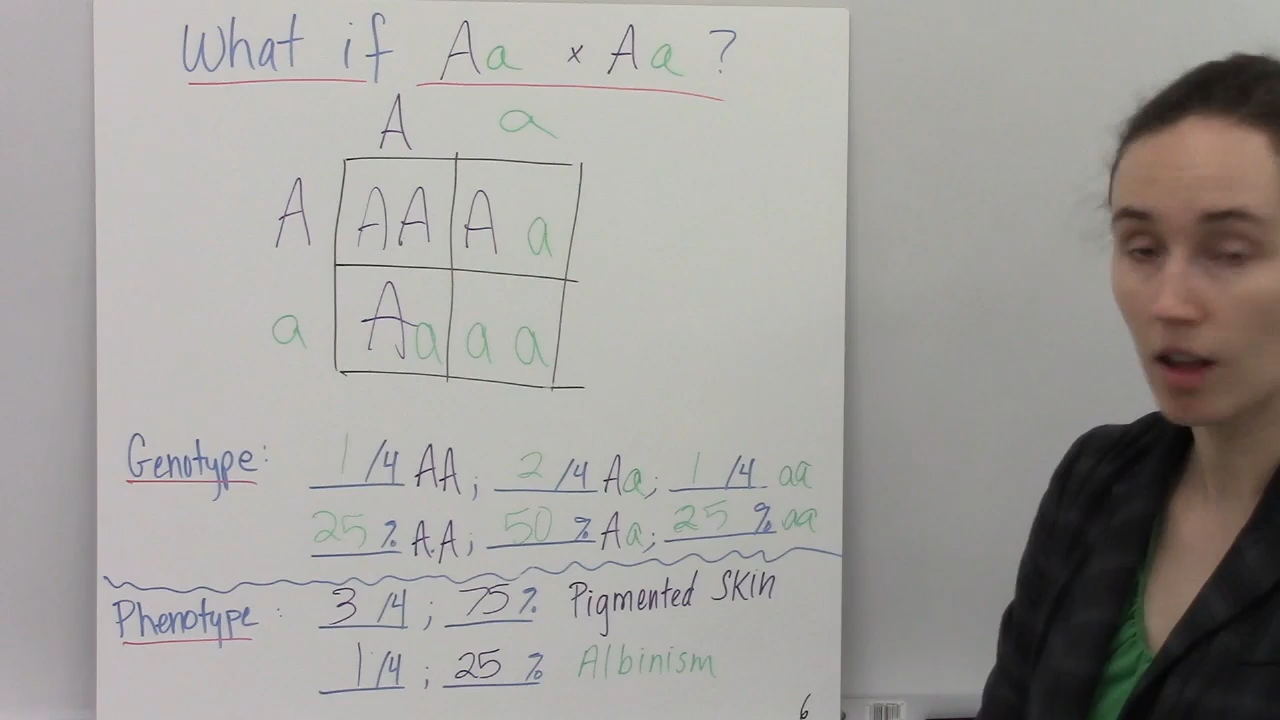 What if Aa × Aa ?
A a
A AA Aa
a Aa aa
Genotype: 1/4 AA; 2/4 Aa; 1/4 aa
25% AA; 50% Aa; 25% aa
Phenotype: 3/4; 75% Pigmented Skin
1/4; 25% Albinism
6